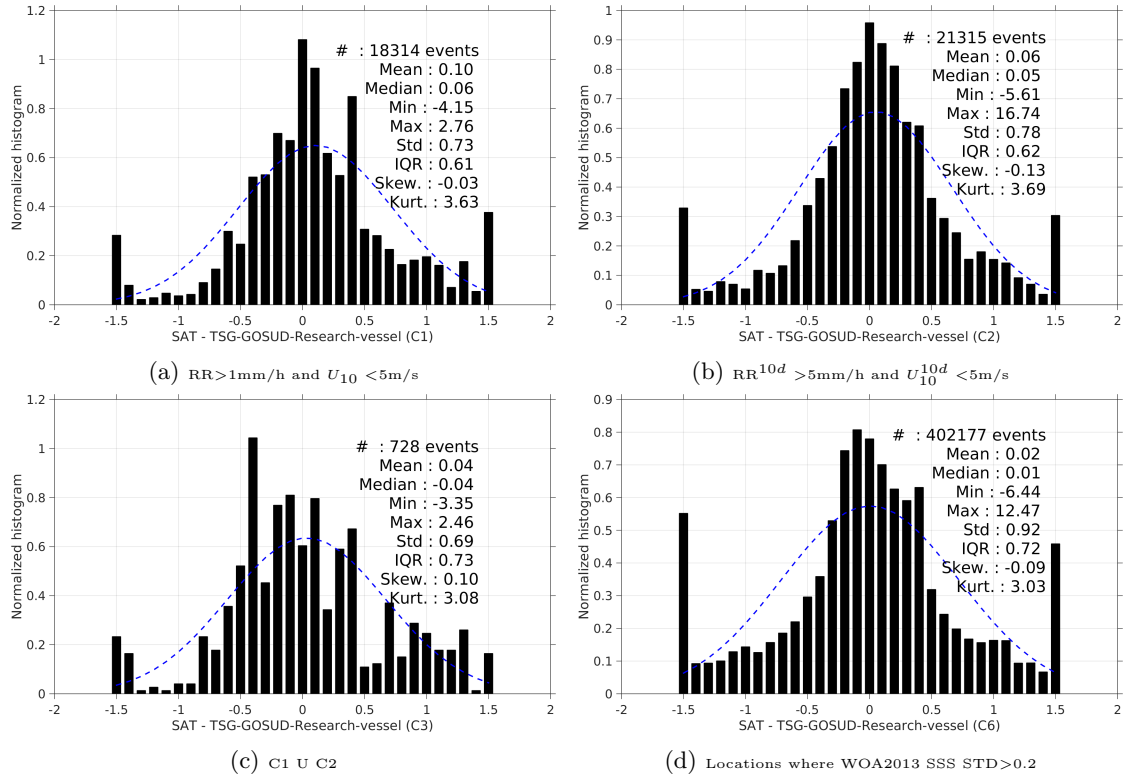 1.2
1
0.8
0.6
0.4
0.2
0
Normalized histogram
# : 18314 events
Mean : 0.10
Median : 0.06
Min : -4.15
Max : 2.76
Std : 0.73
IQR : 0.61
Skew. : -0.03
Kurt. : 3.63
-2 -1.5 -1 -0.5 0 0.5 1 1.5 2
SAT - TSG-GOSUD-Research-vessel (C1)
(a) RR>1mm/h and U10 <5m/s
1
0.9
0.8
0.7
0.6
0.5
0.4
0.3
0.2
0.1
0
Normalized histogram
# : 21315 events
Mean : 0.06
Median : 0.05
Min : -5.61
Max : 16.74
Std : 0.78
IQR : 0.62
Skew. : -0.13
Kurt. : 3.69
-2 -1.5 -1 -0.5 0 0.5 1 1.5 2
SAT - TSG-GOSUD-Research-vessel (C2)
(b) RR10d >5mm/h and U10d10 <5m/s
1.2
1
0.8
0.6
0.4
0.2
0
Normalized histogram
# : 728 events
Mean : 0.04
Median : -0.04
Min : -3.35
Max : 2.46
Std : 0.69
IQR : 0.73
Skew. : 0.10
Kurt. : 3.08
-2 -1.5 -1 -0.5 0 0.5 1 1.5 2
SAT - TSG-GOSUD-Research-vessel (C3)
(c) C1 U C2
0.9
0.8
0.7
0.6
0.5
0.4
0.3
0.2
0.1
0
Normalized histogram
# : 402177 events
Mean : 0.02
Median : 0.01
Min : -6.44
Max : 12.47
Std : 0.92
IQR : 0.72
Skew. : -0.09
Kurt. : 3.03
-2 -1.5 -1 -0.5 0 0.5 1 1.5 2
SAT - TSG-GOSUD-Research-vessel (C6)
(d) Locations where WOA2013 SSS STD>0.2